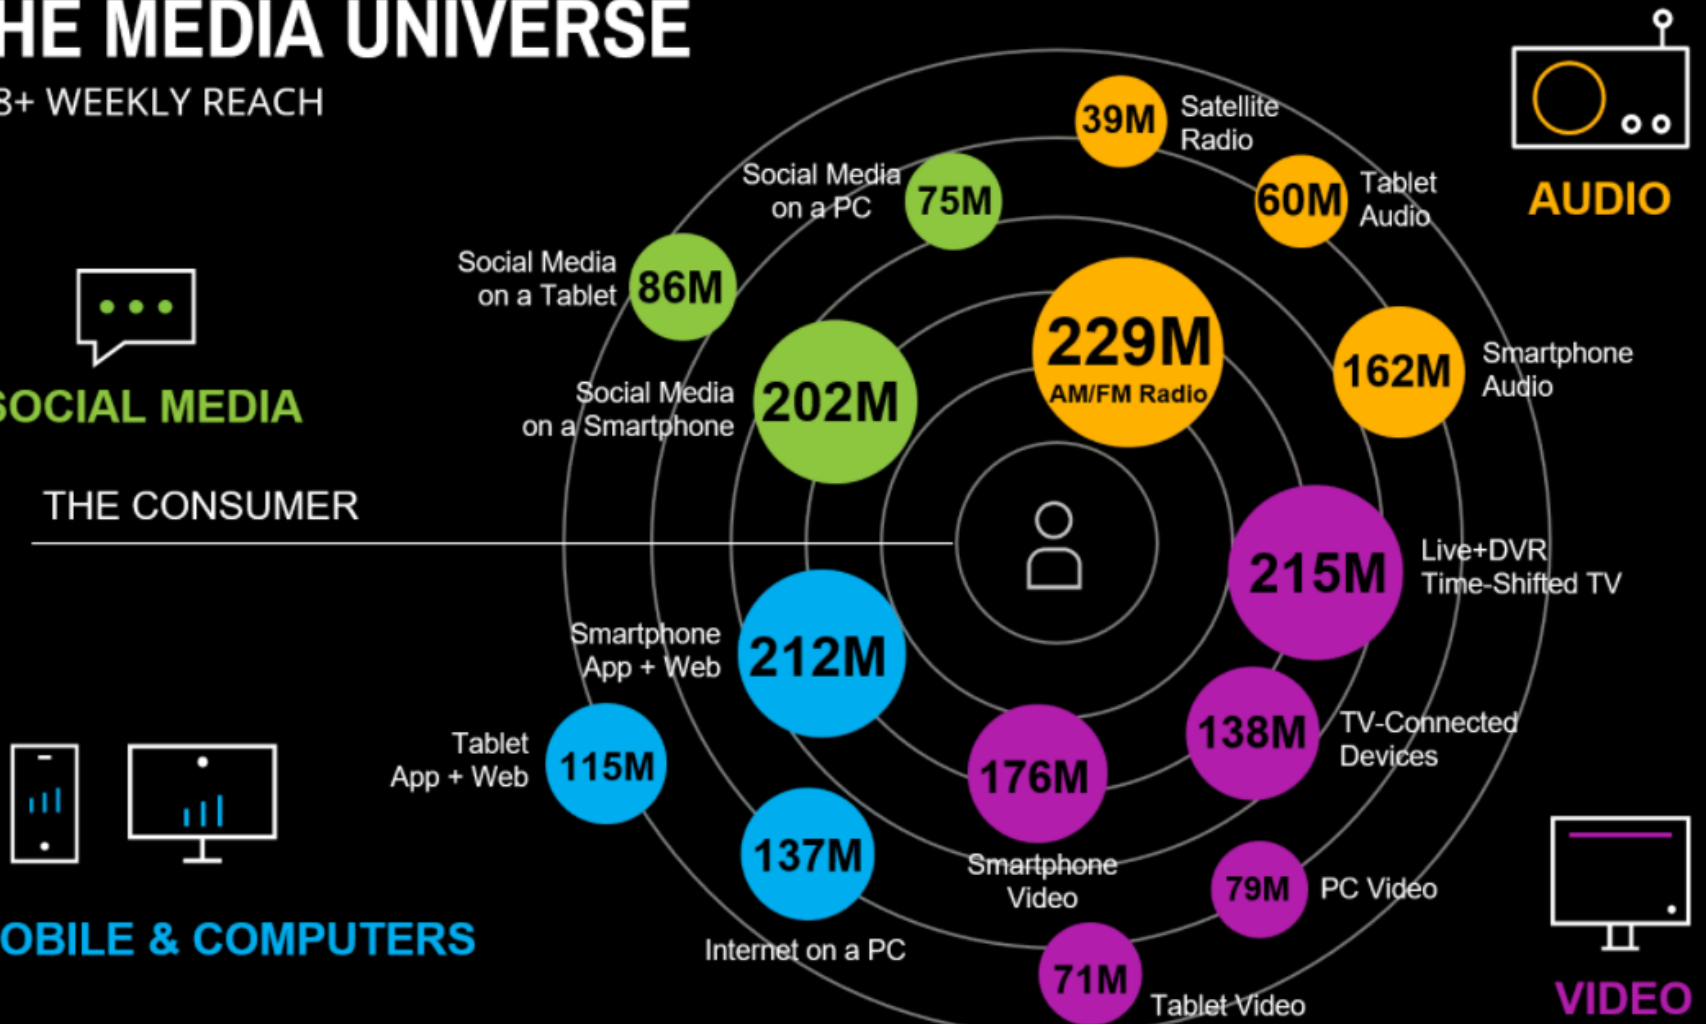 HE MEDIA UNIVERSE
8+ WEEKLY REACH
39M
Satellite
Radio
AUDIO
Social Media
on a PC
75M
60M
Tablet
Audio
Social Media
on a Tablet
86M
229M
AM/FM Radio
162M
Smartphone
Audio
SOCIAL MEDIA
Social Media
on a Smartphone
202M
THE CONSUMER
215M
Live+DVR
Time-Shifted TV
Smartphone
App + Web
212M
138M
TV-Connected
Devices
Tablet
App + Web
115M
176M
Smartphone
Video
137M
Internet on a PC
79M
PC Video
OBILE & COMPUTERS
71M
Tablet Video
VIDEO